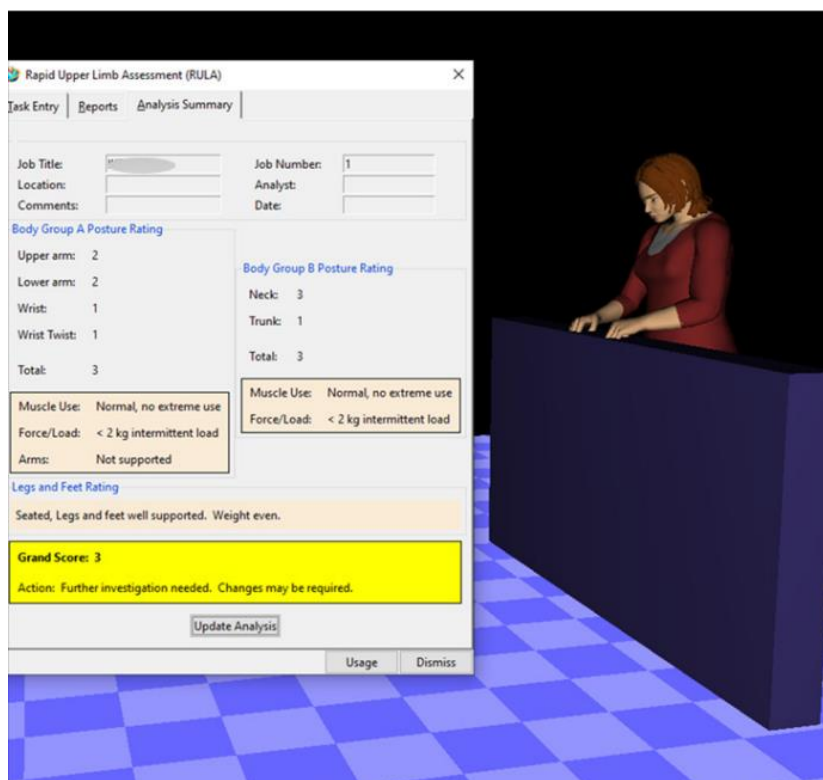 Rapid Upper Limb Assessment (RULA)
Task Entry Reports Analysis Summary
Job Title: Job Number: 1
Location: Analyst:
Comments: Date:
Body Group A Posture Rating
Upper arm: 2
Lower arm: 2
Wrist: 1
Wrist Twist: 1
Total: 3
Muscle Use: Normal, no extreme use
Force/Load: < 2 kg intermittent load
Arms: Not supported
Body Group B Posture Rating
Neck: 3
Trunk: 1
Total: 3
Muscle Use: Normal, no extreme use
Force/Load: < 2 kg intermittent load
Legs and Feet Rating
Seated, Legs and feet well supported. Weight even.
Grand Score: 3
Action: Further investigation needed. Changes may be required.
Update Analysis
Usage Dismiss